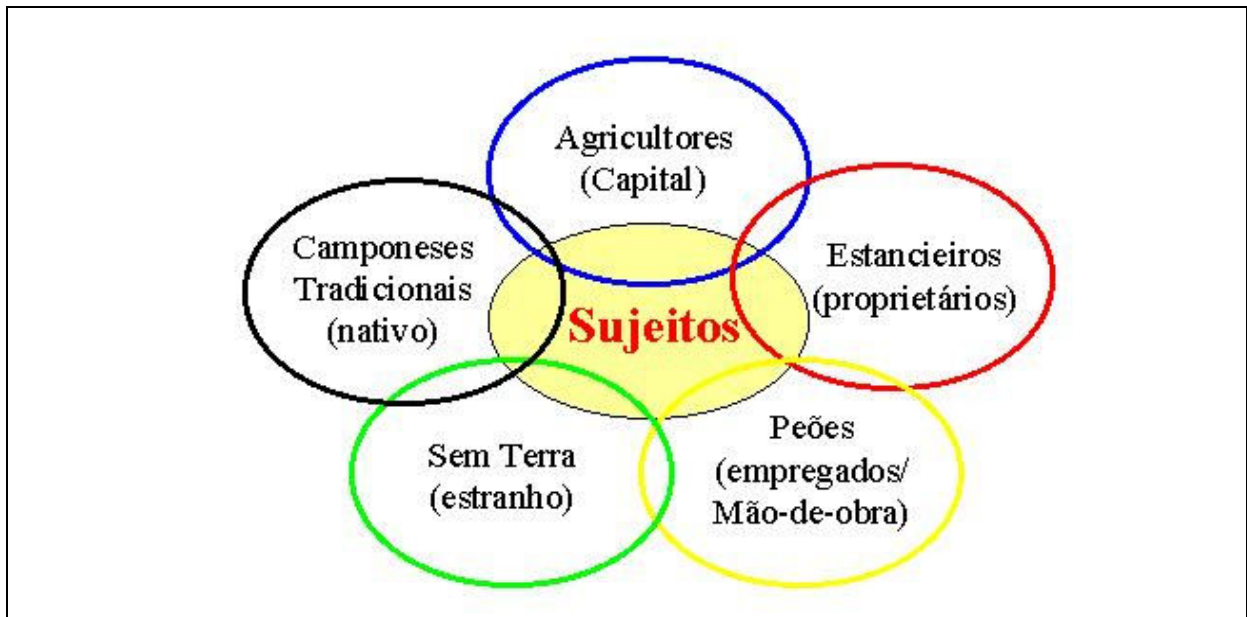 Agricultores
(Capital)
Camponeses
Tradicionais
(nativo)
Estancieiros
(proprietários)
Sujeitos
Sem Terra
(estranho)
Peões
(empregados/
Mão-de-obra)